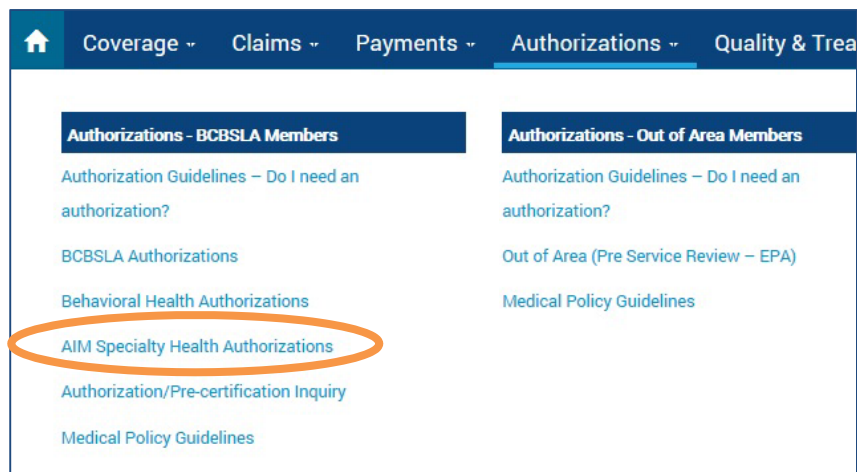 Coverage Claims Payments Authorizations Quality & Trea
Authorizations - BCBSLA Members
Authorization Guidelines – Do I need an
authorization?
BCBSLA Authorizations
Behavioral Health Authorizations
AIM Specialty Health Authorizations
Authorization/Pre-certification Inquiry
Medical Policy Guidelines
Authorizations - Out of Area Members
Authorization Guidelines – Do I need an
authorization?
Out of Area (Pre Service Review – EPA)
Medical Policy Guidelines